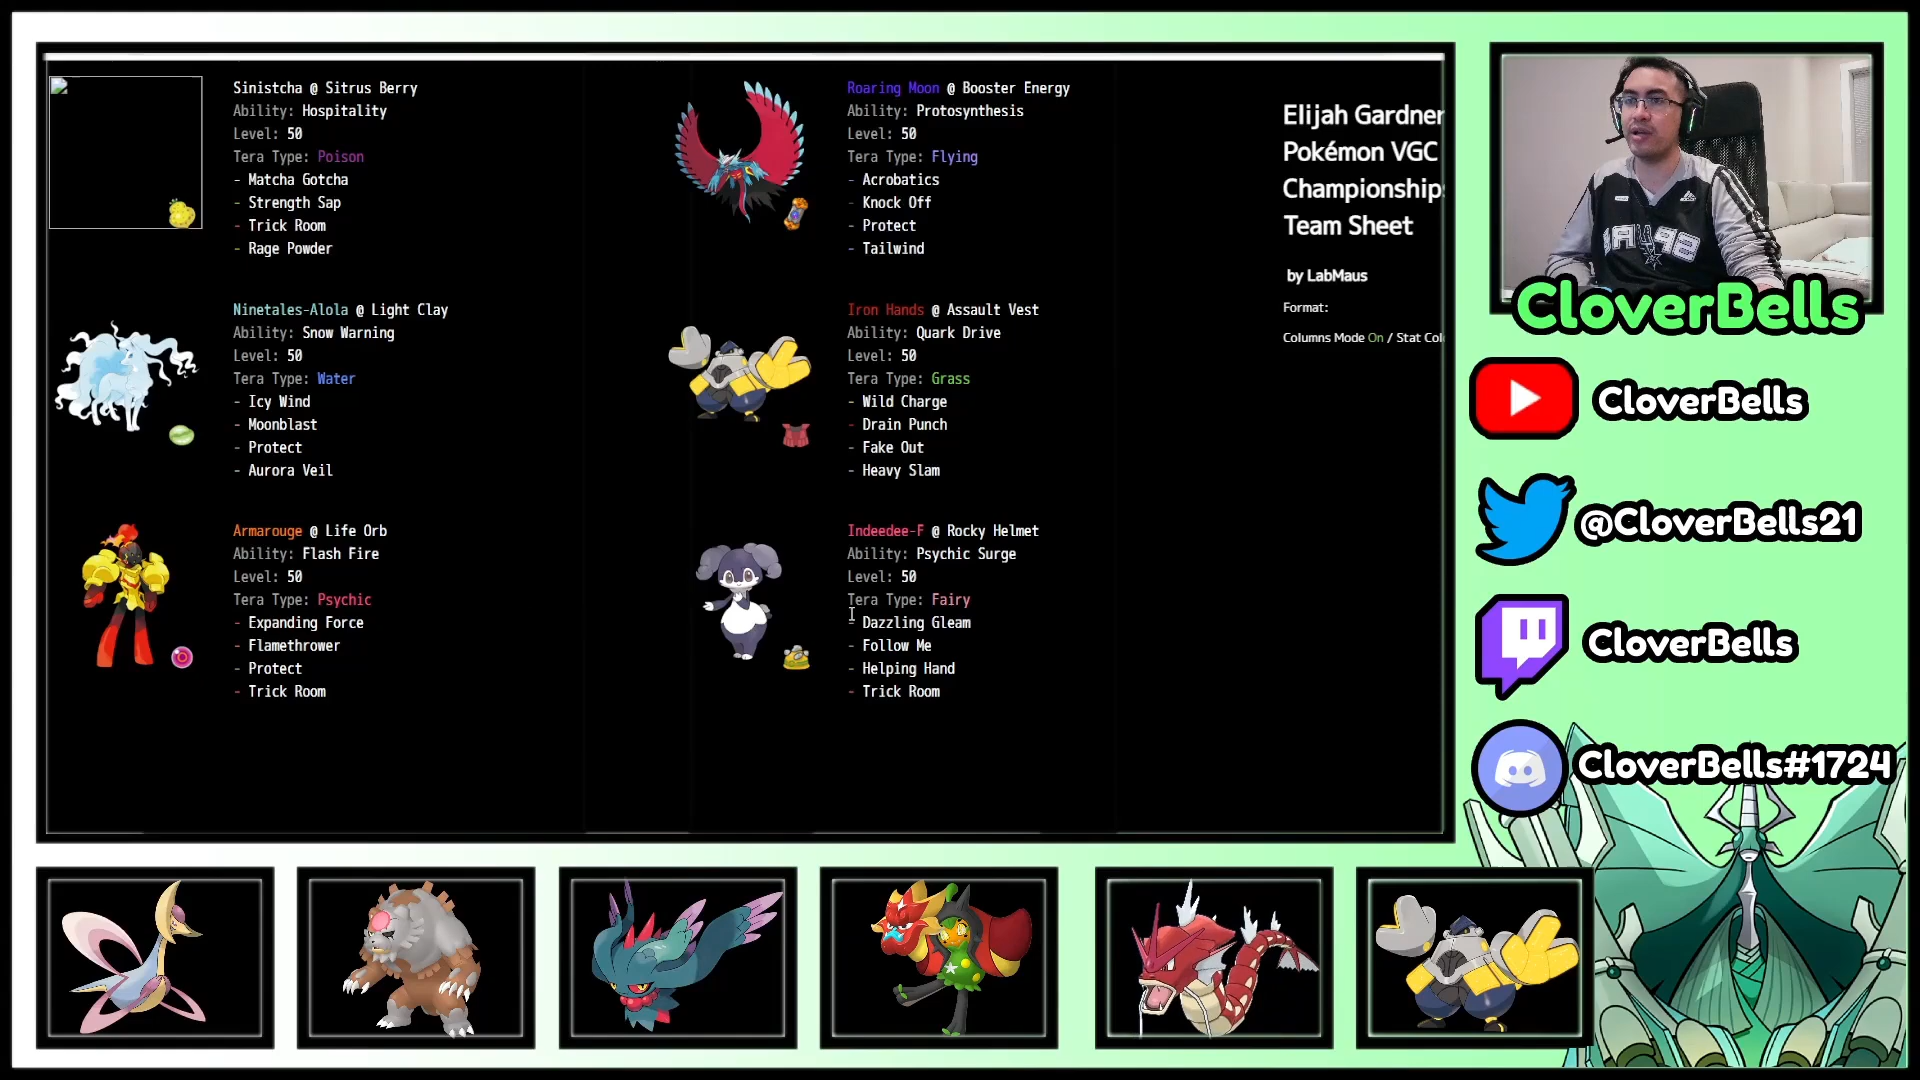 Sinistcha @ Sitrus Berry
Ability: Hospitality
Level: 50
Tera Type: Poison
- Matcha Gotcha
- Strength Sap
- Trick Room
- Rage Powder
Ninetales-Alola @ Light Clay
Ability: Snow Warning
Level: 50
Tera Type: Water
- Icy Wind
- Moonblast
- Protect
- Aurora Veil
Armarouge @ Life Orb
Ability: Flash Fire
Level: 50
Tera Type: Psychic
- Expanding Force
- Flamethrower
- Protect
- Trick Room
Roaring Moon @ Booster Energy
Ability: Protosynthesis
Level: 50
Tera Type: Flying
- Acrobatics
- Knock Off
- Protect
- Tailwind
Iron Hands @ Assault Vest
Ability: Quark Drive
Level: 50
Tera Type: Grass
- Wild Charge
- Drain Punch
- Fake Out
- Heavy Slam
Indeedee-F @ Rocky Helmet
Ability: Psychic Surge
Level: 50
Tera Type: Fairy
- Dazzling Gleam
- Follow Me
- Helping Hand
- Trick Room
Elijah Gardner
Pokémon VGC
Championships
Team Sheet
by LabMaus
Format:
Columns Mode On / Stat Col
CloverBells
CloverBells
@CloverBells21
CloverBells
CloverBells#1724